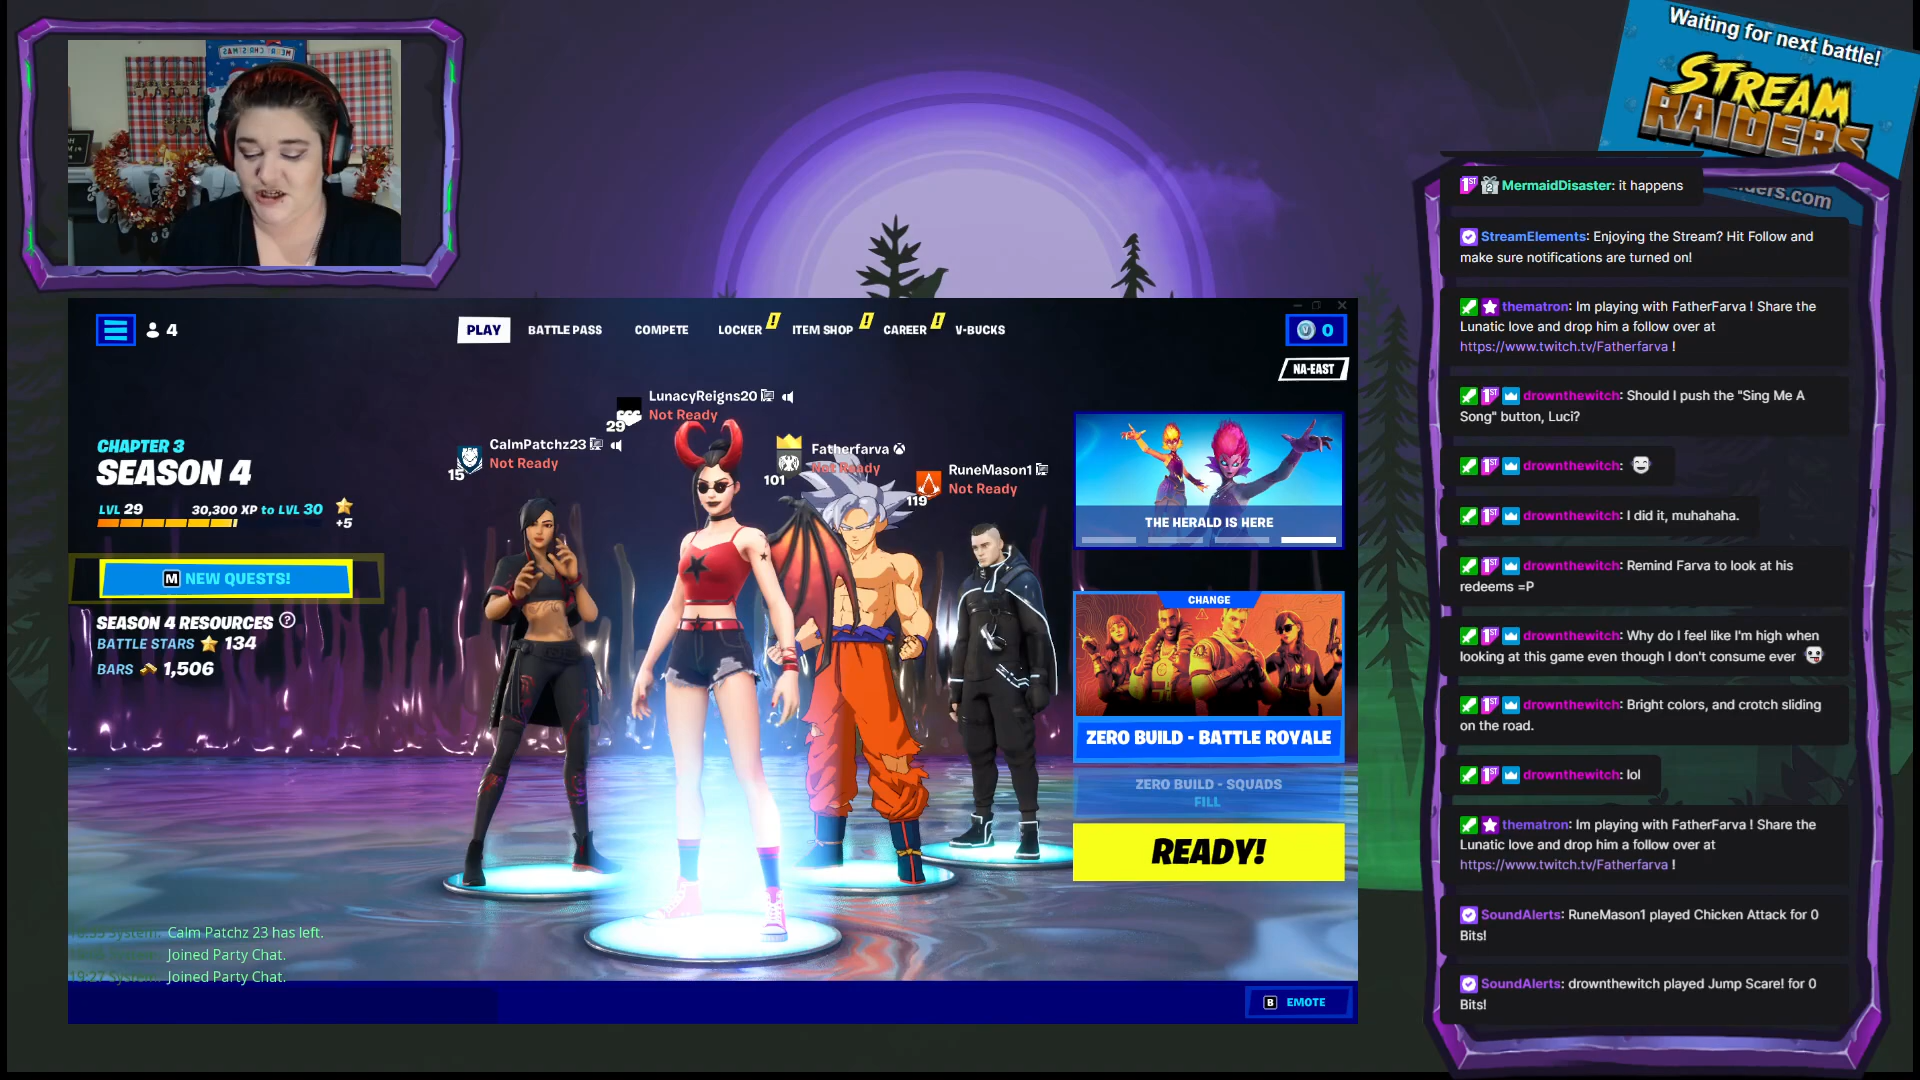 Waiting for next battle!
STREAM
RAIDERS
MermaidDisaster: it happens
StreamElements: Enjoying the Stream? Hit Follow and
make sure notifications are turned on!
thematron: Im playing with FatherFarva ! Share the
Lunatic love and drop him a follow over at
https://www.twitch.tv/Fatherfarva !
drownthewitch: Should I push the "Sing Me A
Song" button, Luci?
drownthewitch:
drownthewitch: I did it, muhahaha.
drownthewitch: Remind Farva to look at his
redeems =P
drownthewitch: Why do I feel like I'm high when
looking at this game even though I don't consume ever
drownthewitch: Bright colors, and crotch sliding
on the road.
drownthewitch: lol
thematron: Im playing with FatherFarva ! Share the
Lunatic love and drop him a follow over at
https://www.twitch.tv/Fatherfarva !
SoundAlerts: RuneMason1 played Chicken Attack for 0
Bits!
SoundAlerts: drownthewitch played Jump Scare! for 0
Bits!
4
PLAY BATTLE PASS COMPETE LOCKER ITEM SHOP CAREER V-BUCKS
0
NA-EAST
LunacyReigns20
Not Ready
29
CalmPatchz23
Not Ready
15
Fatherfarva
Not Ready
101
RuneMason1
Not Ready
119
CHAPTER 3
SEASON 4
LVL 29 30,300 XP to LVL 30
+5
M NEW QUESTS!
SEASON 4 RESOURCES ?
BATTLE STARS 134
BARS 1,506
THE HERALD IS HERE
CHANGE
ZERO BUILD - BATTLE ROYALE
ZERO BUILD - SQUADS
FILL
READY!
Calm Patchz 23 has left.
Joined Party Chat.
19:27 System: Joined Party Chat.
B EMOTE